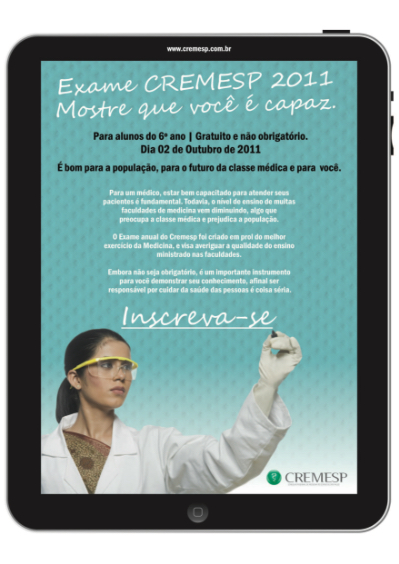 www.cremesp.com.br
Exame CREMESP 2011
Mostre que você é capaz.
Para alunos do 6º ano | Gratuito e não obrigatório.
Dia 02 de Outubro de 2011
É bom para a população, para o futuro da classe médica e para você.
Para um médico, estar bem capacitado para atender seus
pacientes é fundamental. Todavia, o nível de ensino de muitas
faculdades de medicina vem diminuindo, algo que
preocupa a classe médica e prejudica a população.
O Exame anual do Cremesp foi criado em prol do melhor
exercício da Medicina, e visa averiguar a qualidade do ensino
ministrado nas faculdades.
Embora não seja obrigatório, é um importante instrumento
para você demonstrar seu conhecimento, afinal ser
responsável por cuidar da saúde das pessoas é coisa séria.
Inscreva-se
CREMESP